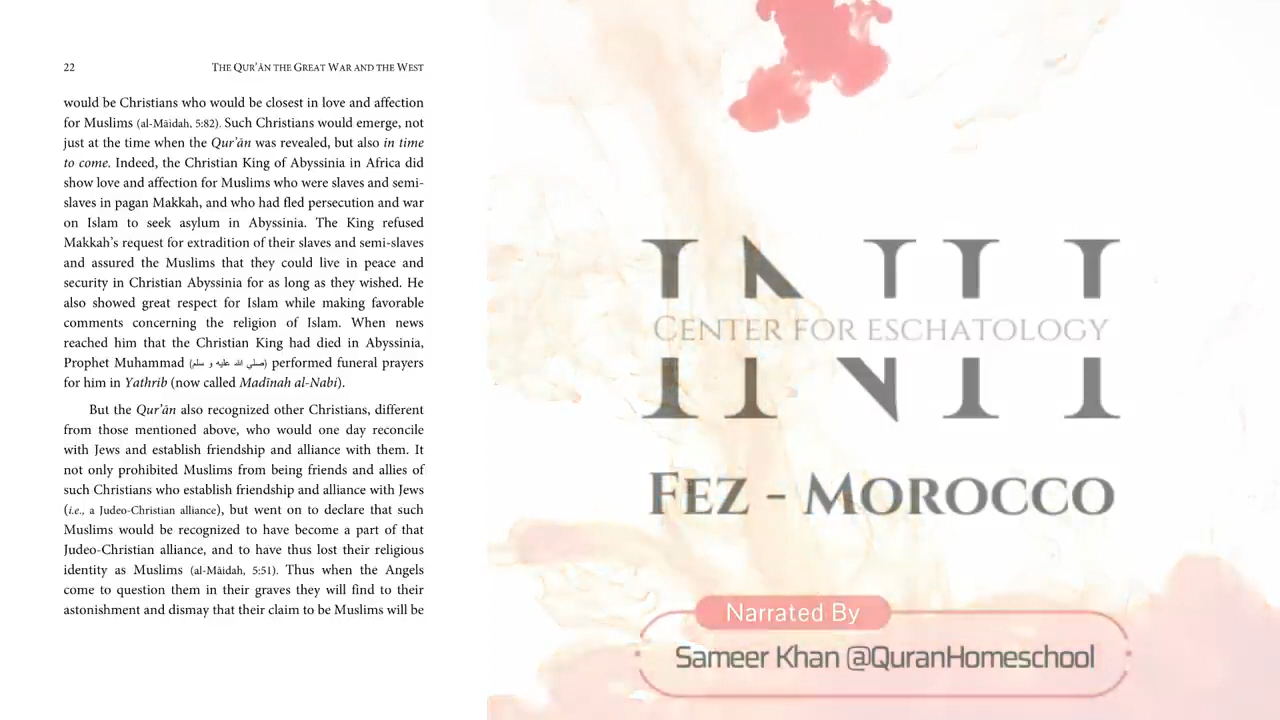 22 THE QUR'ĀN THE GREAT WAR AND THE WEST
would be Christians who would be closest in love and affection
for Muslims (al-Māidah, 5:82). Such Christians would emerge, not
just at the time when the Qur'ān was revealed, but also in time
to come. Indeed, the Christian King of Abyssinia in Africa did
show love and affection for Muslims who were slaves and semi-
slaves in pagan Makkah, and who had fled persecution and war
on Islam to seek asylum in Abyssinia. The King refused
Makkah's request for extradition of their slaves and semi-slaves
and assured the Muslims that they could live in peace and
security in Christian Abyssinia for as long as they wished. He
also showed great respect for Islam while making favorable
comments concerning the religion of Islam. When news
reached him that the Christian King had died in Abyssinia,
Prophet Muhammad (صلي الله عليه و سلم) performed funeral prayers
for him in Yathrib (now called Madīnah al-Nabī).
But the Qur'ān also recognized other Christians, different
from those mentioned above, who would one day reconcile
with Jews and establish friendship and alliance with them. It
not only prohibited Muslims from being friends and allies of
such Christians who establish friendship and alliance with Jews
(i.e., a Judeo-Christian alliance), but went on to declare that such
Muslims would be recognized to have become a part of that
Judeo-Christian alliance, and to have thus lost their religious
identity as Muslims (al-Māidah, 5:51). Thus when the Angels
come to question them in their graves they will find to their
astonishment and dismay that their claim to be Muslims will be
INH
CENTER FOR ESCHATOLOGY
FEZ - MOROCCO
Narrated By
Sameer Khan @QuranHomeschool